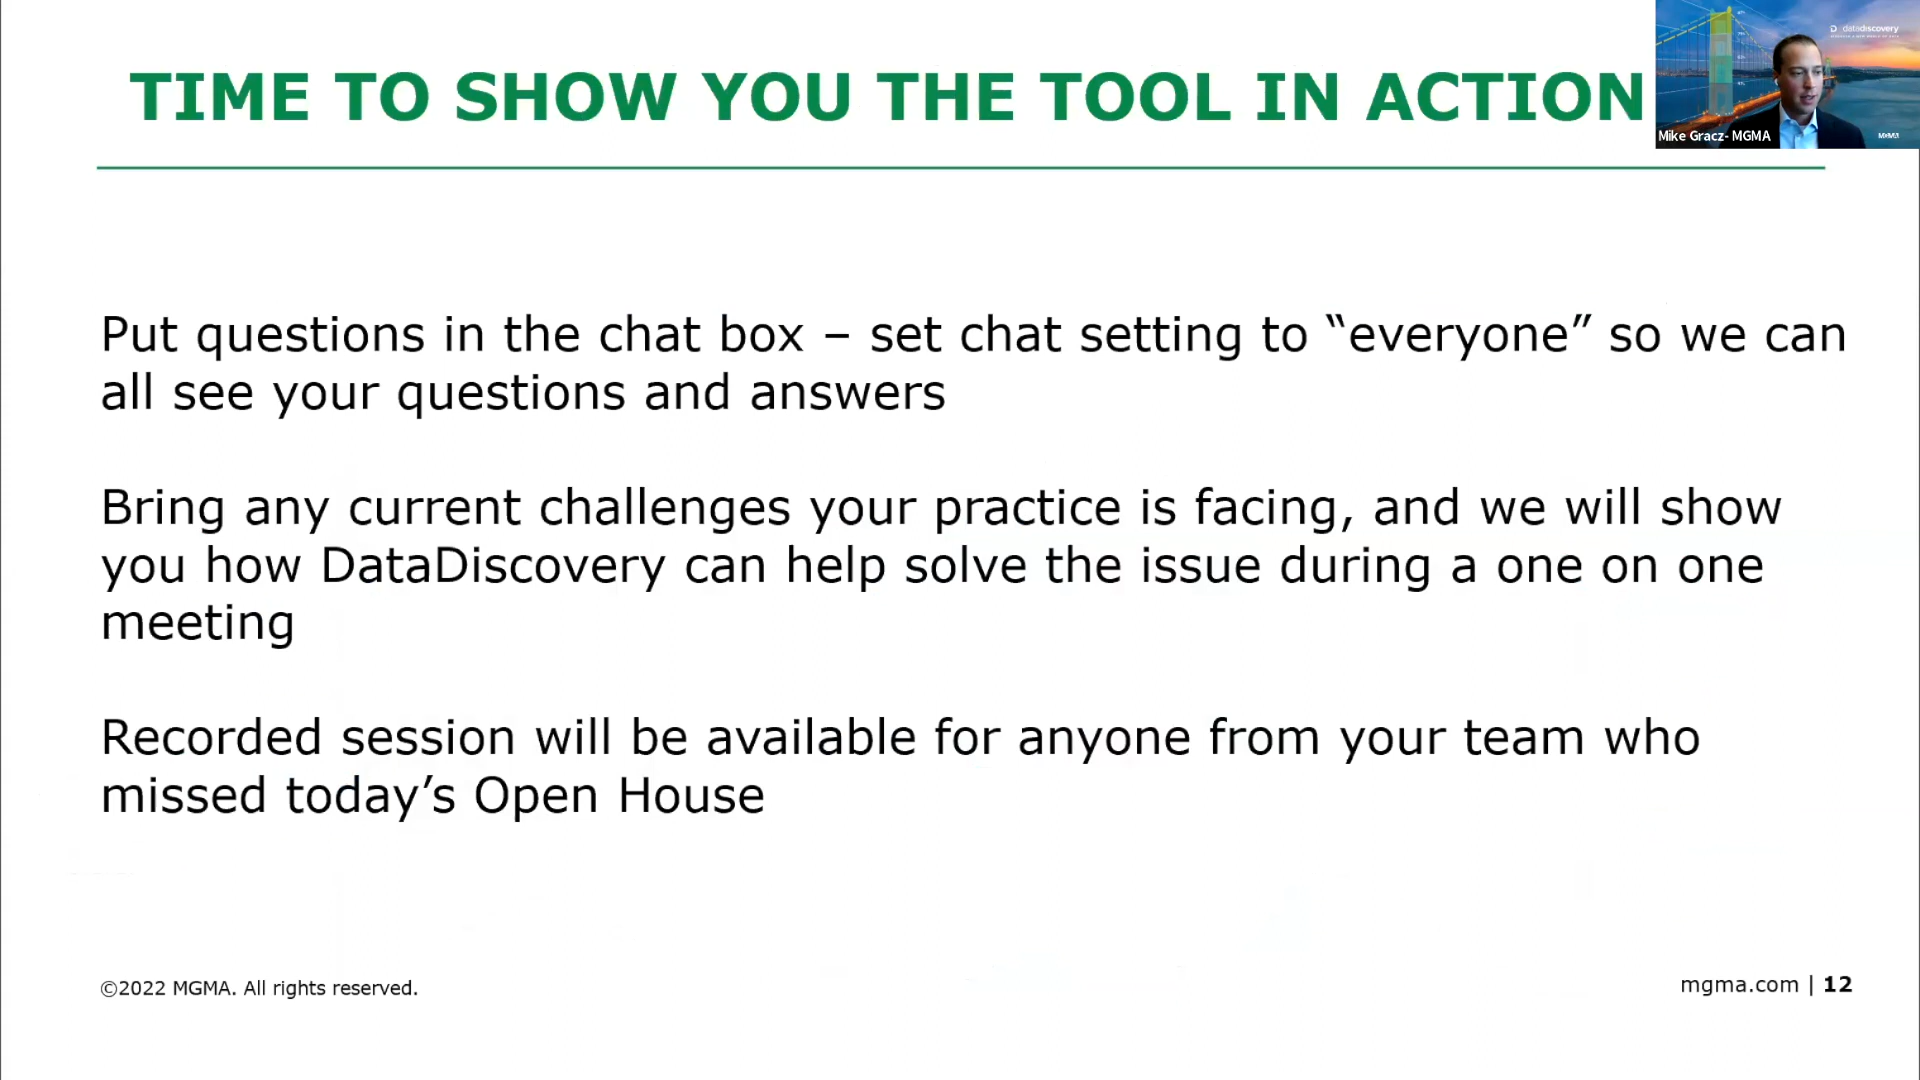 TIME TO SHOW YOU THE TOOL IN ACTION
datadiscovery
Mike Gracz- MGMA
MGMA
Put questions in the chat box – set chat setting to “everyone” so we can
all see your questions and answers
Bring any current challenges your practice is facing, and we will show
you how DataDiscovery can help solve the issue during a one on one
meeting
Recorded session will be available for anyone from your team who
missed today’s Open House
©2022 MGMA. All rights reserved.
mgma.com | 12